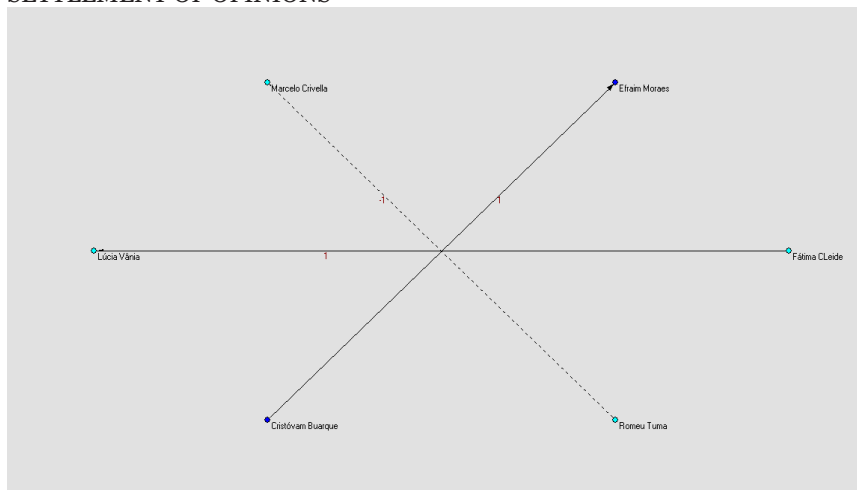 SETTLEMENT OF OPINIONS
Marcelo Crivella
Efraim Moraes
-1
1
Lúcia Vânia
1
Fátima CLeide
Cristóvam Buarque
Romeu Tuma